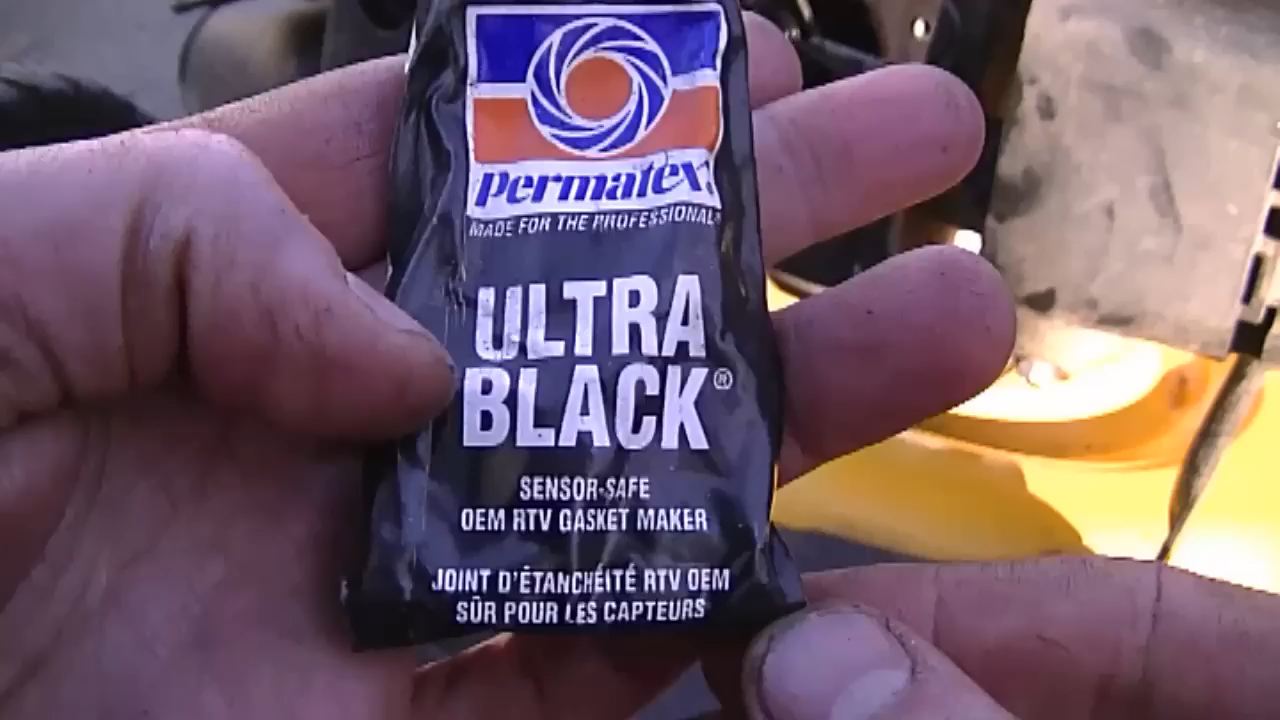 Permatex
MADE FOR THE PROFESSIONAL
ULTRA
BLACK®
SENSOR-SAFE
OEM RTV GASKET MAKER
JOINT D'ÉTANCHÉITÉ RTV OEM
SÛR POUR LES CAPTEURS